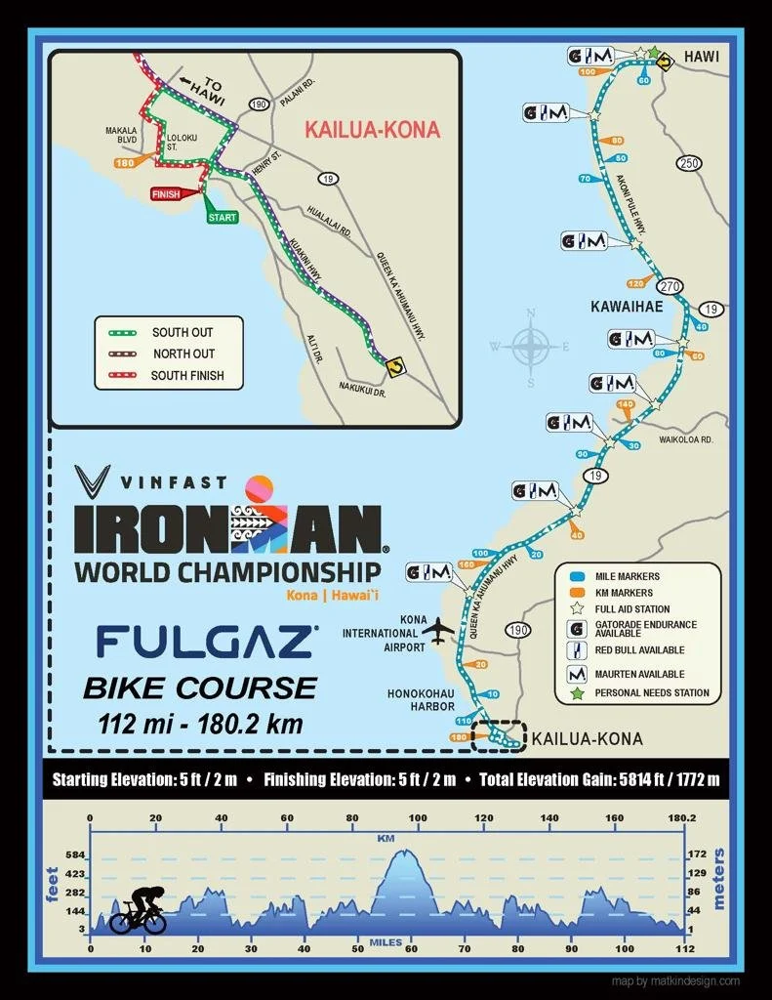 TO
HAWI
190
PALANI RD.
KAILUA-KONA
MAKALA
BLVD
LOLOKU
ST.
180
HENRY ST.
19
FINISH
START
HUALALAI RD.
KUAKINI HWY.
QUEEN KA'AHUMANU HWY.
ALI'I DR.
NAKUKUI DR.
SOUTH OUT
NORTH OUT
SOUTH FINISH
G M
HAWI
100
60
G M
80
50
250
70
AKONI PULE HWY.
G M
120
270
KAWAIHAE
19
40
N
W E
S
G M
80
60
G M
140
G M
WAIKOLOA RD.
30
90
19
G M
40
100
20
160
G M
QUEEN KA'AHUMANU HWY
KONA
INTERNATIONAL
AIRPORT
190
20
HONOKOHAU
HARBOR
10
110
180
KAILUA-KONA
MILE MARKERS
KM MARKERS
FULL AID STATION
G GATORADE ENDURANCE
AVAILABLE
RED BULL AVAILABLE
M MAURTEN AVAILABLE
PERSONAL NEEDS STATION
VINFAST
IRONMAN®
WORLD CHAMPIONSHIP
Kona | Hawai`i
FULGAZ
BIKE COURSE
112 mi - 180.2 km
Starting Elevation: 5 ft / 2 m • Finishing Elevation: 5 ft / 2 m • Total Elevation Gain: 5814 ft / 1772 m
0 20 40 60 80 100 120 140 160 180.2
KM
feet
584
423
282
144
3
172
129
86
44
1
meters
0 10 20 30 40 50 60 70 80 90 100 112
MILES
map by matkindesign.com